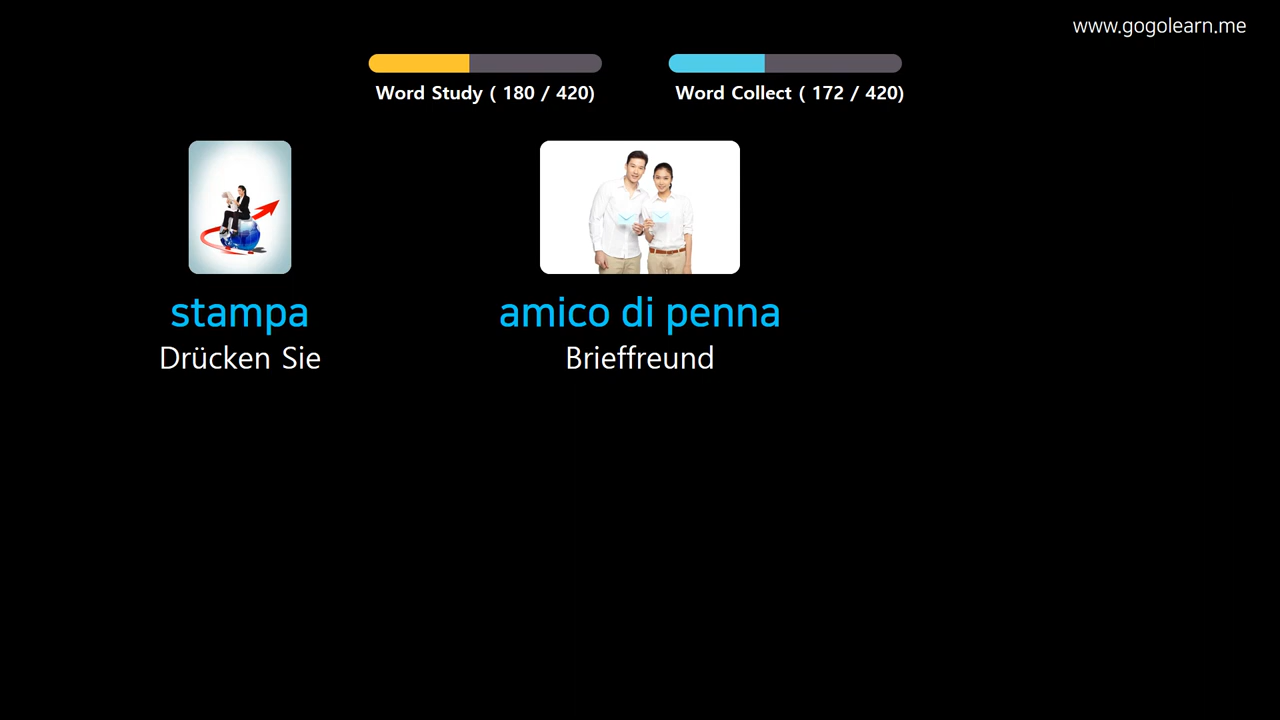 www.gogolearn.me
Word Study ( 180 / 420)
Word Collect ( 172 / 420)
stampa
Drücken Sie
amico di penna
Brieffreund